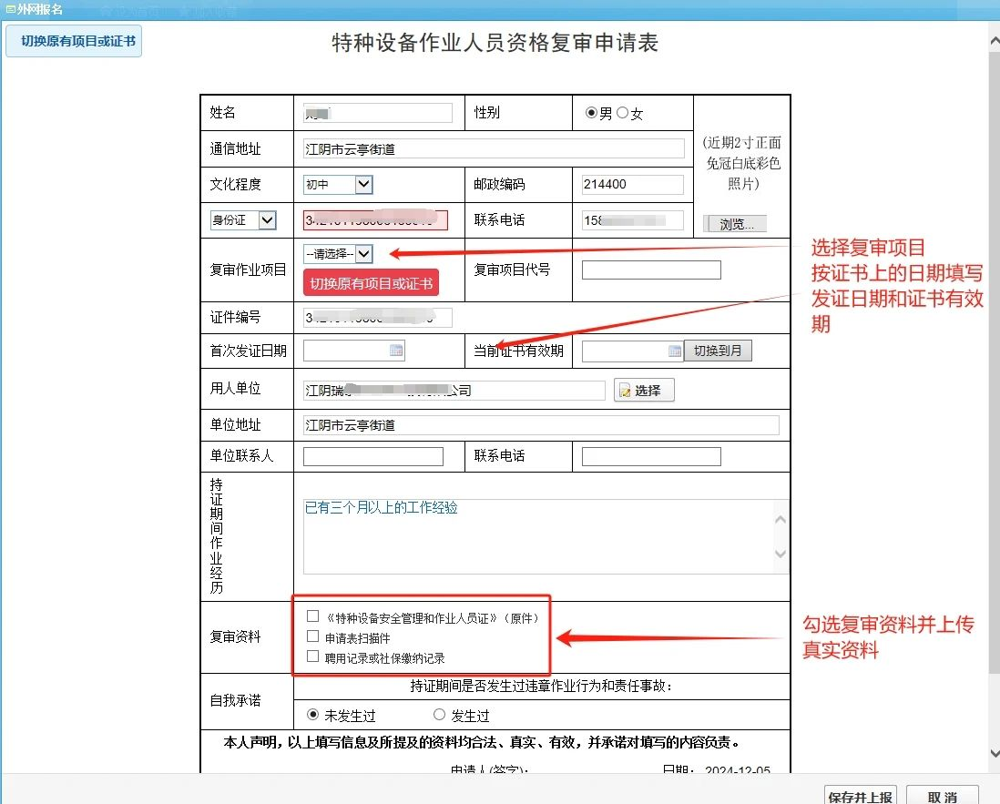 外网报名
切换原有项目或证书
特种设备作业人员资格复审申请表
姓名
性别
男 女
(近期2寸正面
免冠白底彩色
照片)
浏览...
通信地址
江阴市云亭街道
文化程度
初中
邮政编码
214400
身份证
联系电话
158
复审作业项目
--请选择--
切换原有项目或证书
复审项目代号
选择复审项目
按证书上的日期填写
发证日期和证书有效
期
证件编号
首次发证日期
当前证书有效期
切换到月
用人单位
江阴瑞 公司
选择
单位地址
江阴市云亭街道
单位联系人
联系电话
持证期间作业经历
已有三个月以上的工作经验
复审资料
《特种设备安全管理和作业人员证》(原件)
申请表扫描件
聘用记录或社保缴纳记录
勾选复审资料并上传
真实资料
自我承诺
持证期间是否发生过违章作业行为和责任事故：
未发生过 发生过
本人声明，以上填写信息及所提及的资料均合法、真实、有效，并承诺对填写的内容负责。
申请人(签字)： 日期： 2024-12-05
保存并上报
取 消